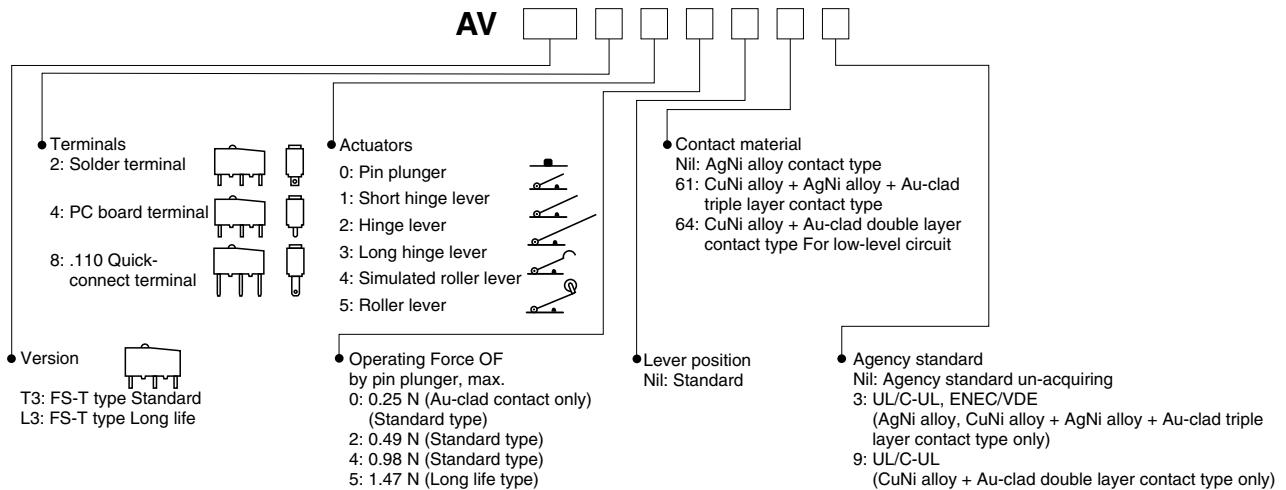 AV
Terminals
2: Solder terminal
4: PC board terminal
8: .110 Quick-
connect terminal
Actuators
0: Pin plunger
1: Short hinge lever
2: Hinge lever
3: Long hinge lever
4: Simulated roller lever
5: Roller lever
Contact material
Nil: AgNi alloy contact type
61: CuNi alloy + AgNi alloy + Au-clad
triple layer contact type
64: CuNi alloy + Au-clad double layer
contact type For low-level circuit
Version
T3: FS-T type Standard
L3: FS-T type Long life
Operating Force OF
by pin plunger, max.
0: 0.25 N (Au-clad contact only)
(Standard type)
2: 0.49 N (Standard type)
4: 0.98 N (Standard type)
5: 1.47 N (Long life type)
Lever position
Nil: Standard
Agency standard
Nil: Agency standard un-acquiring
3: UL/C-UL, ENEC/VDE
(AgNi alloy, CuNi alloy + AgNi alloy + Au-clad triple
layer contact type only)
9: UL/C-UL
(CuNi alloy + Au-clad double layer contact type only)